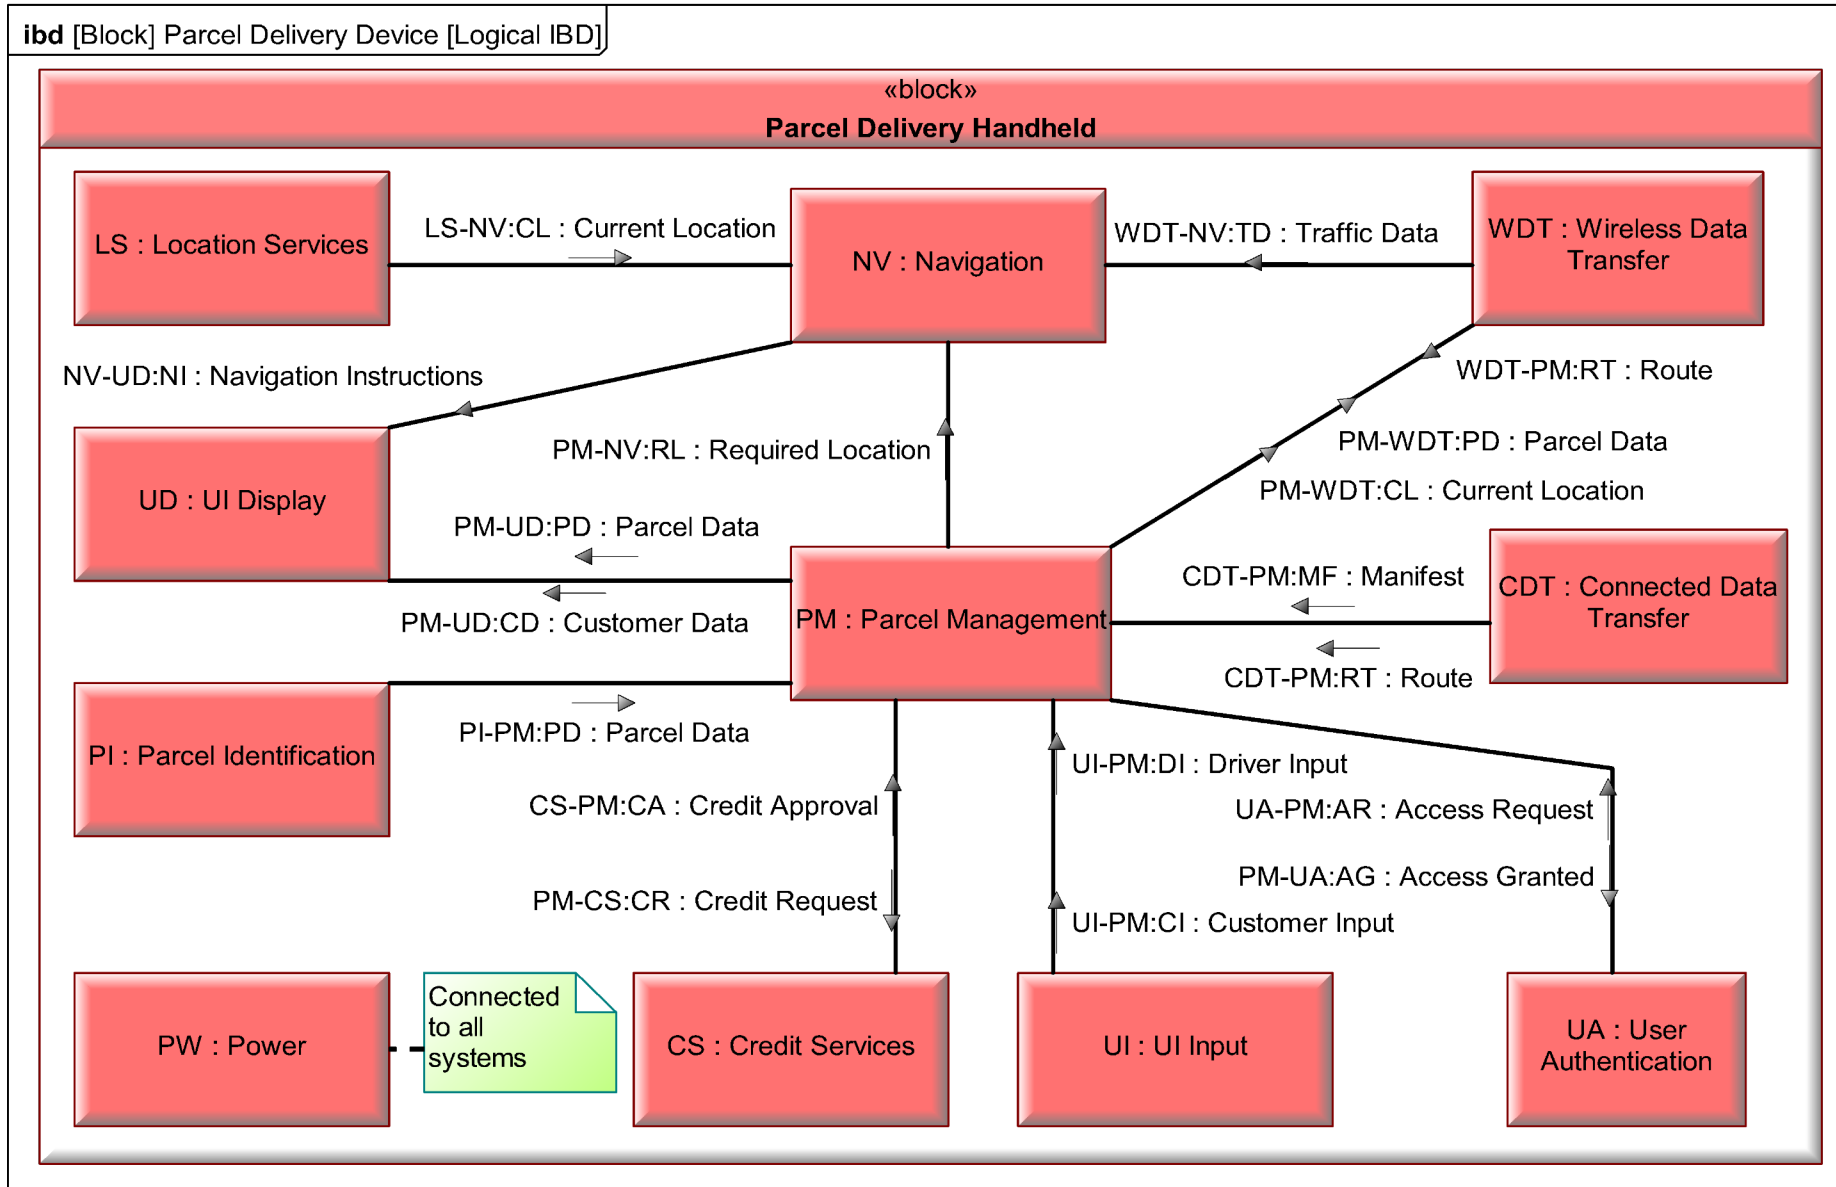 ibd [Block] Parcel Delivery Device [Logical IBD]
«block»
Parcel Delivery Handheld
LS : Location Services
LS-NV:CL : Current Location
NV : Navigation
WDT-NV:TD : Traffic Data
WDT : Wireless Data
Transfer
NV-UD:NI : Navigation Instructions
WDT-PM:RT : Route
PM-NV:RL : Required Location
PM-WDT:PD : Parcel Data
PM-WDT:CL : Current Location
UD : UI Display
PM-UD:PD : Parcel Data
PM-UD:CD : Customer Data
PM : Parcel Management
CDT-PM:MF : Manifest
CDT-PM:RT : Route
CDT : Connected Data
Transfer
PI : Parcel Identification
PI-PM:PD : Parcel Data
CS-PM:CA : Credit Approval
UI-PM:DI : Driver Input
UA-PM:AR : Access Request
PM-CS:CR : Credit Request
UI-PM:CI : Customer Input
PM-UA:AG : Access Granted
PW : Power
Connected
to all
systems
CS : Credit Services
UI : UI Input
UA : User
Authentication